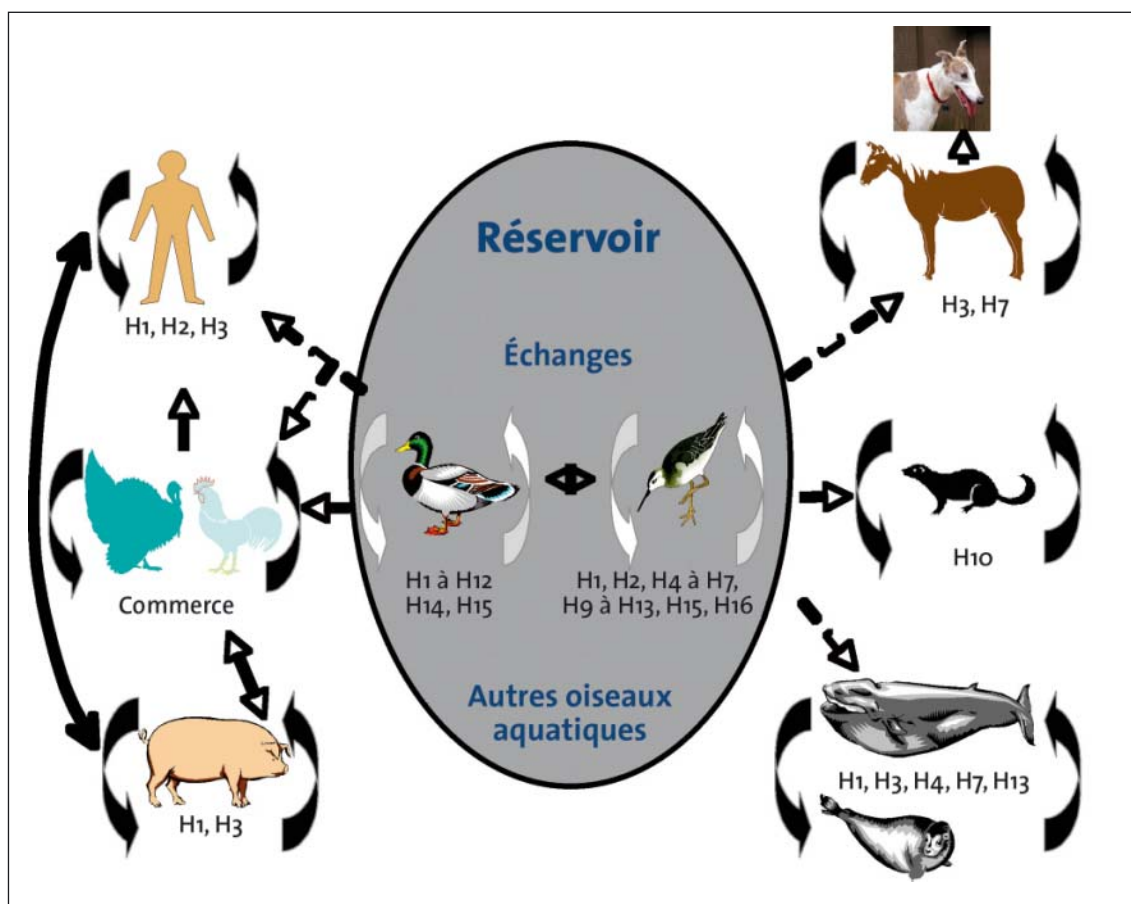 Réservoir
Échanges
H1 à H12
H14, H15
H1, H2, H4 à H7,
H9 à H13, H15, H16
Autres oiseaux
aquatiques
H1, H2, H3
Commerce
H1, H3
H3, H7
H10
H1, H3, H4, H7, H13